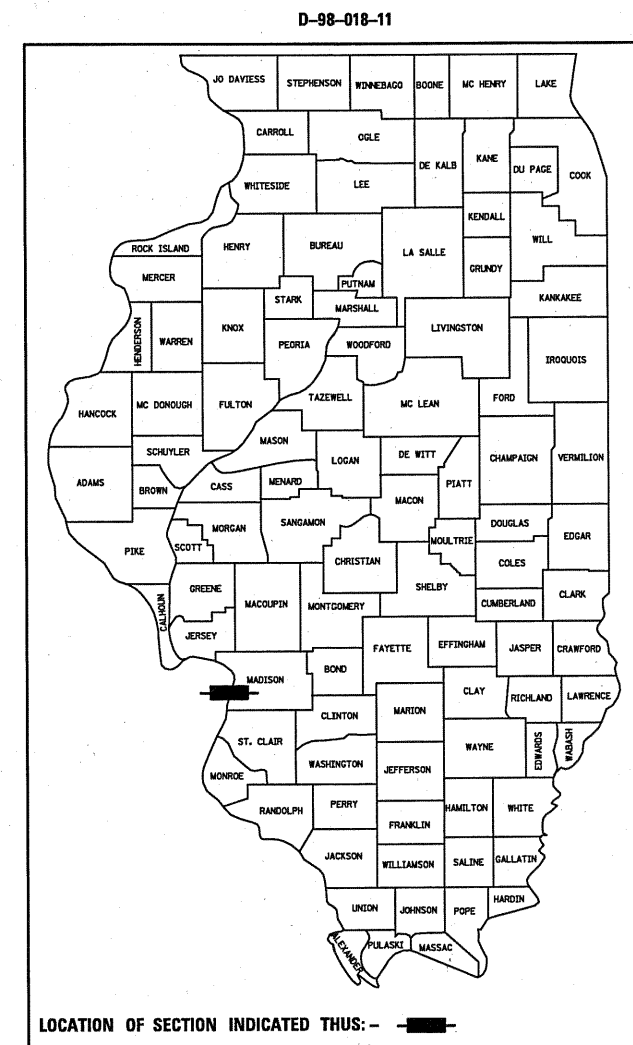 D-98-018-11
JO DAVIESS
STEPHENSON
WINNEBAGO
BOONE
MC HENRY
LAKE
CARROLL
OGLE
DE KALB
KANE
DU PAGE
COOK
WHITESIDE
LEE
KENDALL
WILL
ROCK ISLAND
HENRY
BUREAU
LA SALLE
GRUNDY
MERCER
PUTNAM
STARK
MARSHALL
KANKAKEE
HENDERSON
WARREN
KNOX
PEORIA
WOODFORD
LIVINGSTON
IROQUOIS
HANCOCK
MC DONOUGH
FULTON
TAZEWELL
MC LEAN
FORD
MASON
SCHUYLER
LOGAN
DE WITT
CHAMPAIGN
VERMILION
ADAMS
BROWN
CASS
MENARD
MACON
PIATT
PIKE
SCOTT
MORGAN
SANGAMON
MOULTRIE
DOUGLAS
EDGAR
CHRISTIAN
COLES
CALHOUN
GREENE
MACOUPIN
MONTGOMERY
SHELBY
CUMBERLAND
CLARK
JERSEY
FAYETTE
EFFINGHAM
JASPER
CRAWFORD
MADISON
BOND
CLAY
RICHLAND
LAWRENCE
CLINTON
MARION
ST. CLAIR
WAYNE
EDWARDS
WABASH
MONROE
WASHINGTON
JEFFERSON
RANDOLPH
PERRY
HAMILTON
WHITE
FRANKLIN
JACKSON
WILLIAMSON
SALINE
GALLATIN
UNION
JOHNSON
POPE
HARDIN
ALEXANDER
PULASKI
MASSAC
LOCATION OF SECTION INDICATED THUS: -